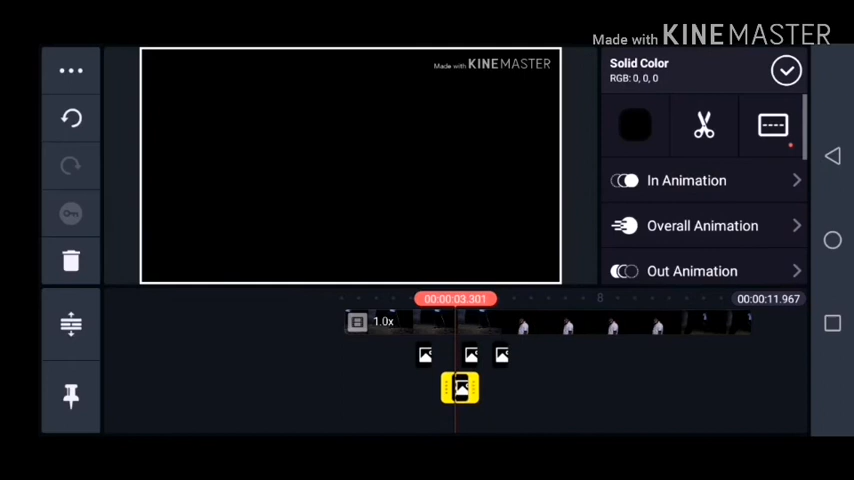 Made with KINEMASTER
Made with KINEMASTER
Solid Color
RGB: 0, 0, 0
In Animation
Overall Animation
Out Animation
00:00:03.301
8
00:00:11.967
1.0x